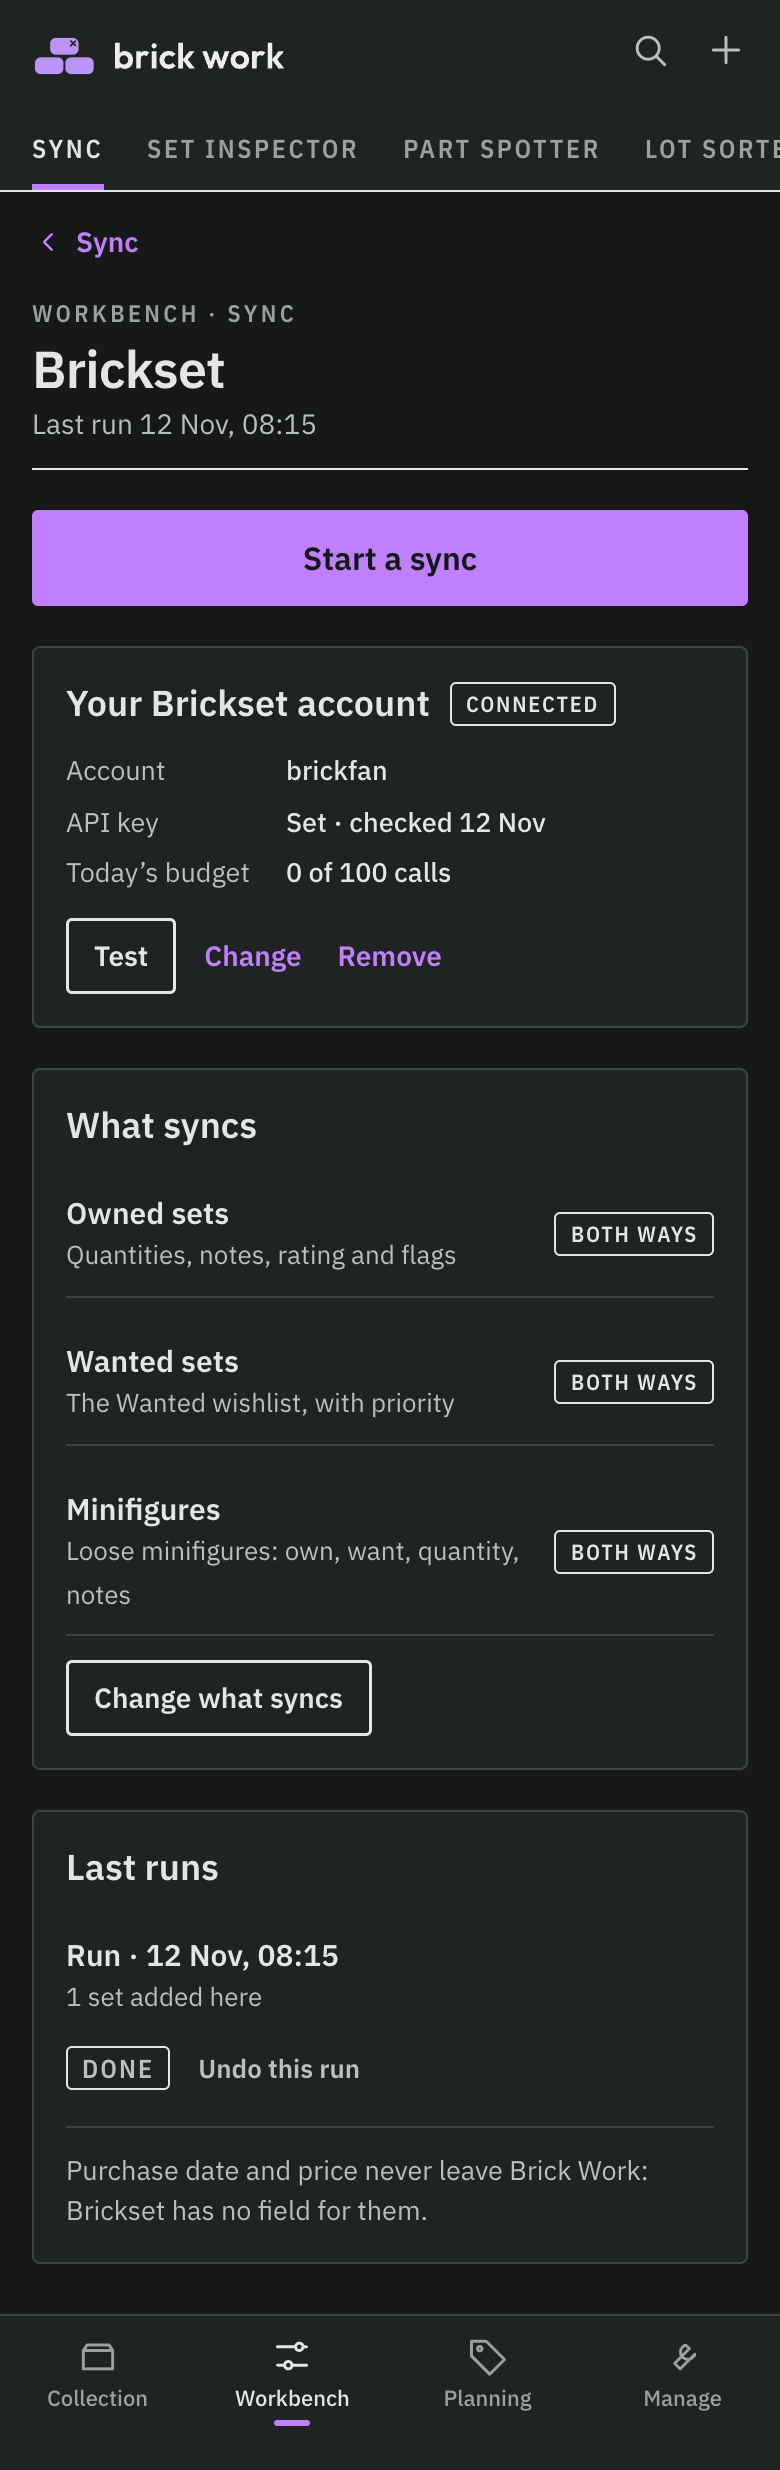 brick work
SYNC SET INSPECTOR PART SPOTTER LOT SORTE
Sync
WORKBENCH · SYNC
Brickset
Last run 12 Nov, 08:15
Start a sync
Your Brickset account CONNECTED
Account brickfan
API key Set · checked 12 Nov
Today’s budget 0 of 100 calls
Test Change Remove
What syncs
Owned sets
Quantities, notes, rating and flags
BOTH WAYS
Wanted sets
The Wanted wishlist, with priority
BOTH WAYS
Minifigures
Loose minifigures: own, want, quantity,
notes
BOTH WAYS
Change what syncs
Last runs
Run · 12 Nov, 08:15
1 set added here
DONE Undo this run
Purchase date and price never leave Brick Work:
Brickset has no field for them.
Collection Workbench Planning Manage